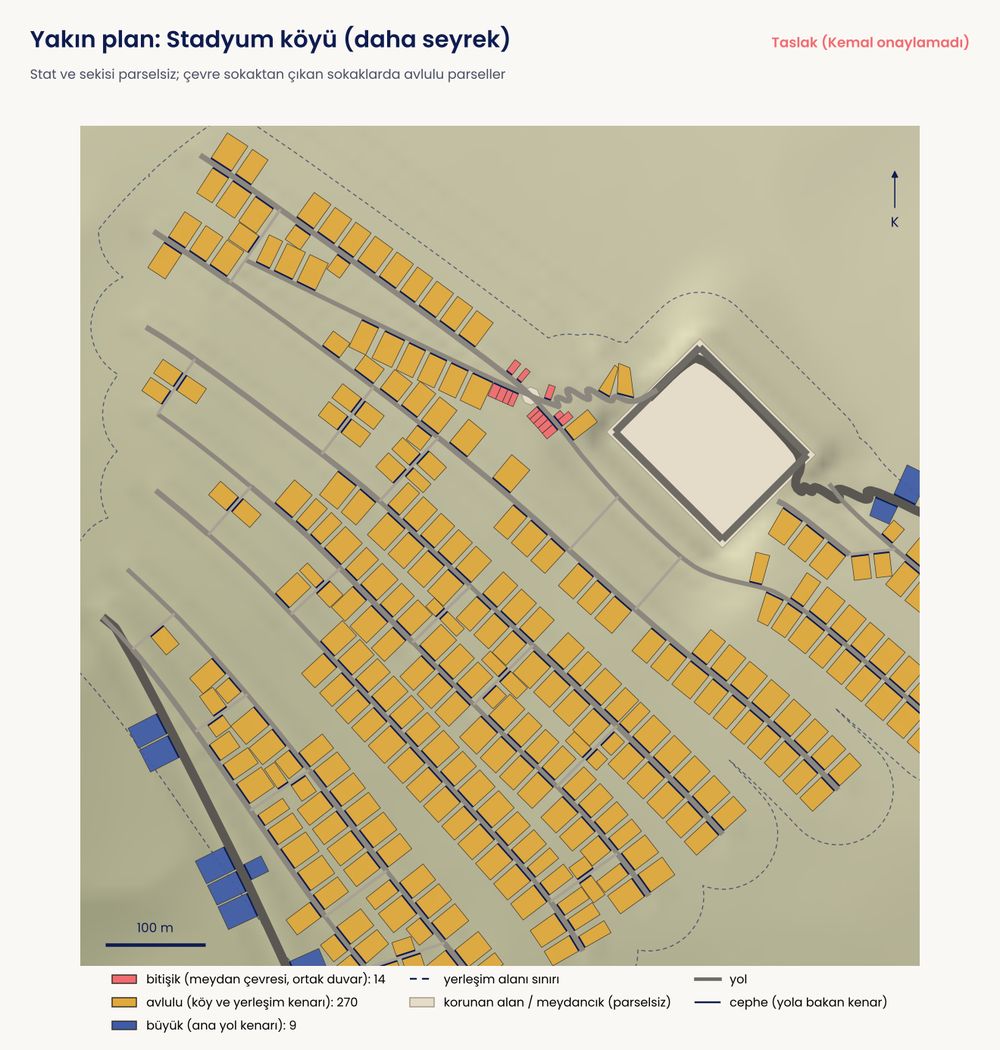 Yakın plan: Stadyum köyü (daha seyrek)
Taslak (Kemal onaylamadı)
Stat ve sekisi parselsiz; çevre sokaktan çıkan sokaklarda avlulu parseller
K
100 m
bitişik (meydan çevresi, ortak duvar): 14
avlulu (köy ve yerleşim kenarı): 270
büyük (ana yol kenarı): 9
yerleşim alanı sınırı
korunan alan / meydancık (parselsiz)
yol
cephe (yola bakan kenar)